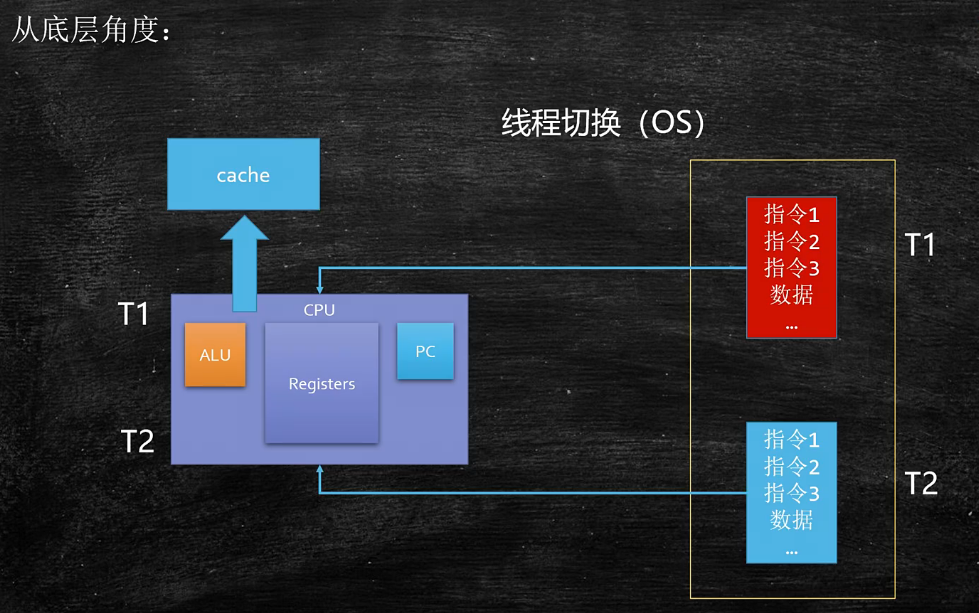 从底层角度:
线程切换（OS）
cache
T1
CPU
ALU
Registers
PC
T2
指令1
指令2
指令3
数据
...
T1
指令1
指令2
指令3
数据
...
T2